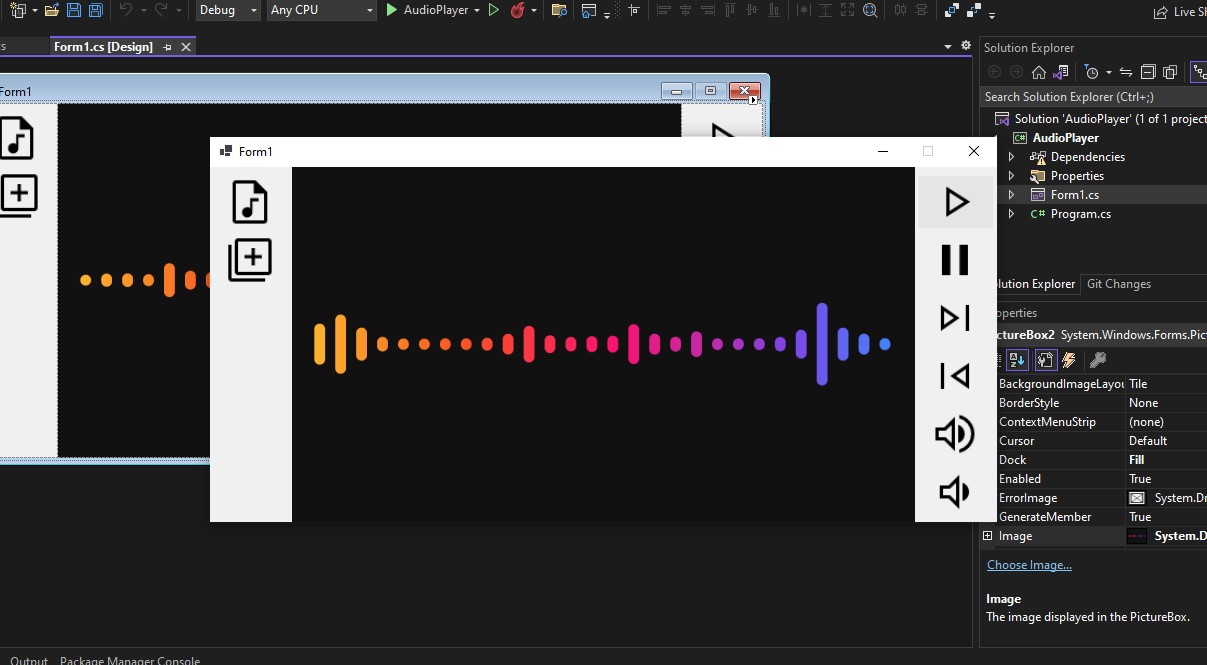 Debug
Any CPU
AudioPlayer
Live Sh
cs
Form1.cs [Design]
Solution Explorer
Form1
Search Solution Explorer (Ctrl+;)
Solution 'AudioPlayer' (1 of 1 project
AudioPlayer
Dependencies
Properties
Form1.cs
C# Program.cs
Form1
lution Explorer
Git Changes
operties
ctureBox2 System.Windows.Forms.Pict
BackgroundImageLayou Tile
BorderStyle None
ContextMenuStrip (none)
Cursor Default
Dock Fill
Enabled True
ErrorImage System.Dr
GenerateMember True
Image System.D
Choose Image...
Image
The image displayed in the PictureBox.
Output
Package Manager Console